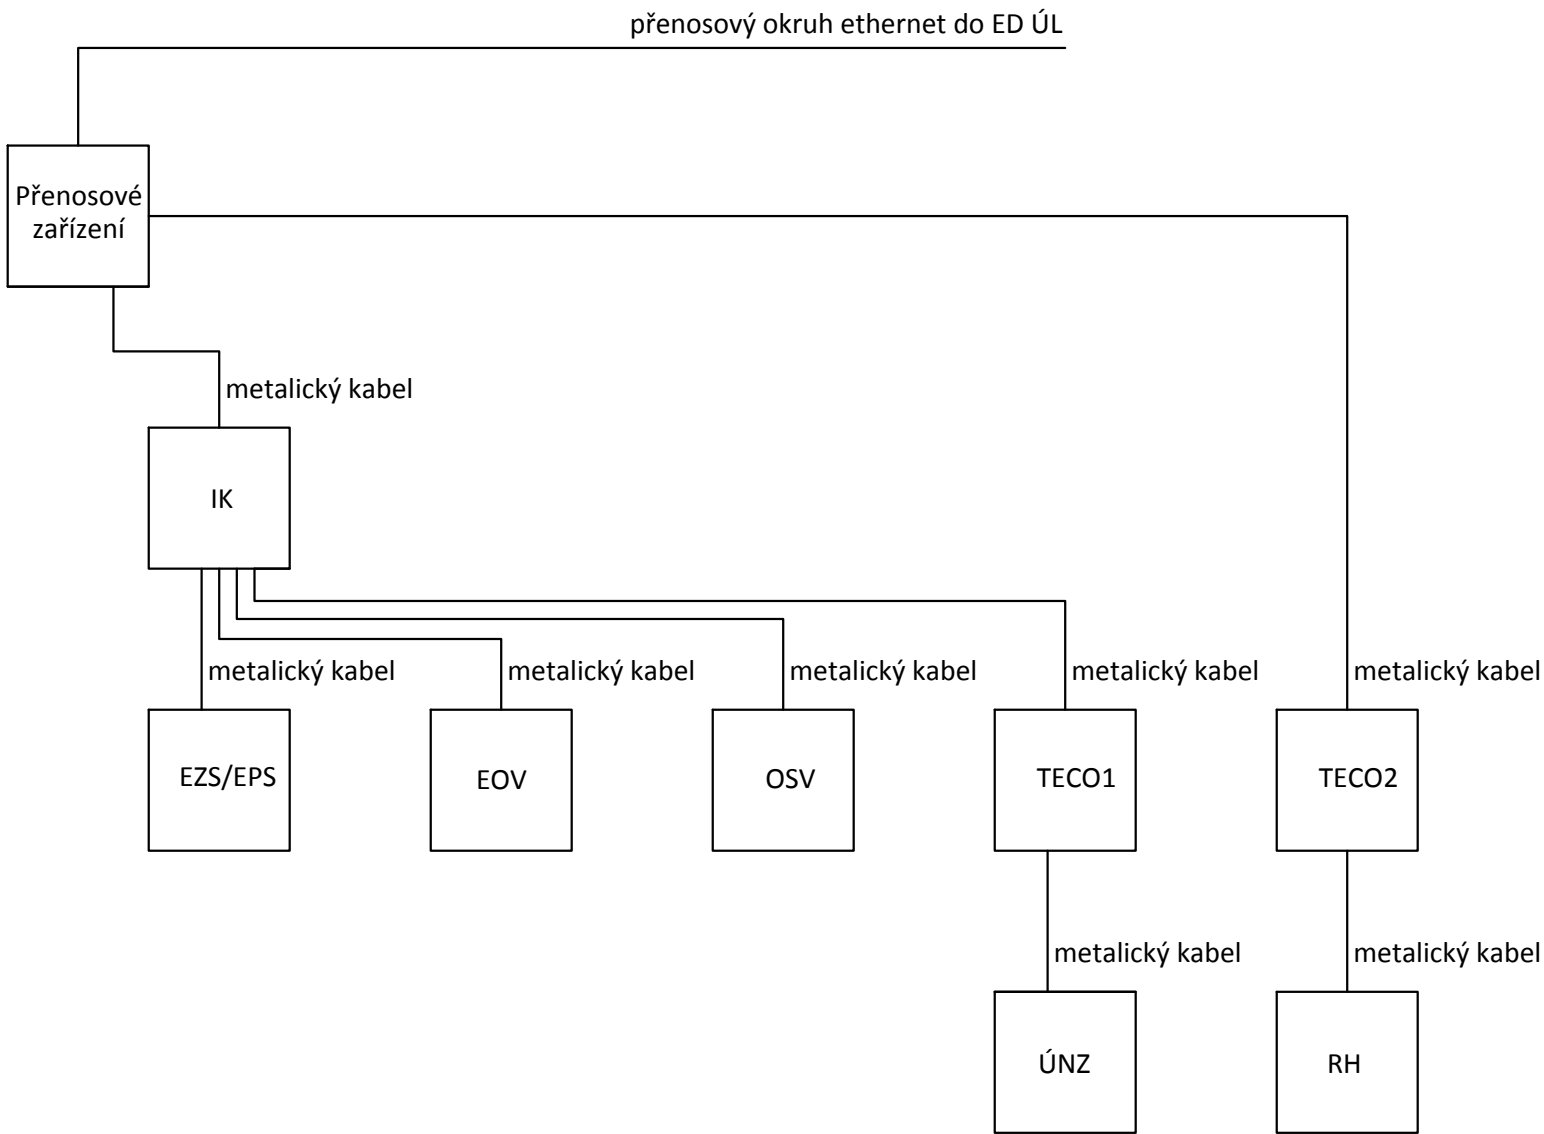 přenosový okruh ethernet do ED ÚL
Přenosové
zařízení
metalický kabel
IK
metalický kabel
metalický kabel
metalický kabel
metalický kabel
metalický kabel
EZS/EPS
EOV
OSV
TECO1
TECO2
metalický kabel
metalický kabel
ÚNZ
RH